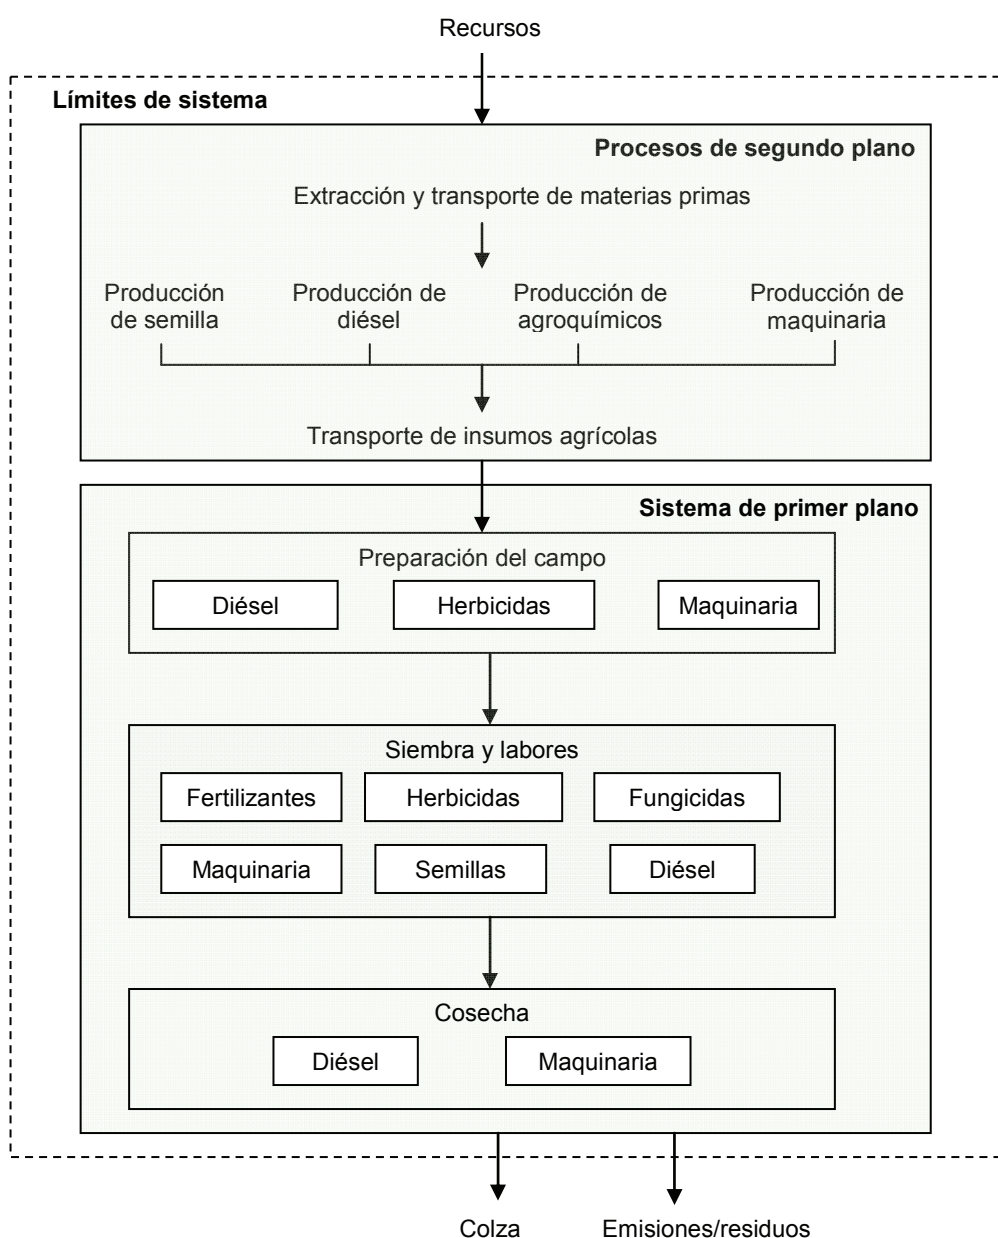 Recursos
Límites de sistema
Procesos de segundo plano
Extracción y transporte de materias primas
Producción de semilla
Producción de diésel
Producción de agroquímicos
Producción de maquinaria
Transporte de insumos agrícolas
Sistema de primer plano
Preparación del campo
Diésel
Herbicidas
Maquinaria
Siembra y labores
Fertilizantes
Herbicidas
Fungicidas
Maquinaria
Semillas
Diésel
Cosecha
Diésel
Maquinaria
Colza
Emisiones/residuos